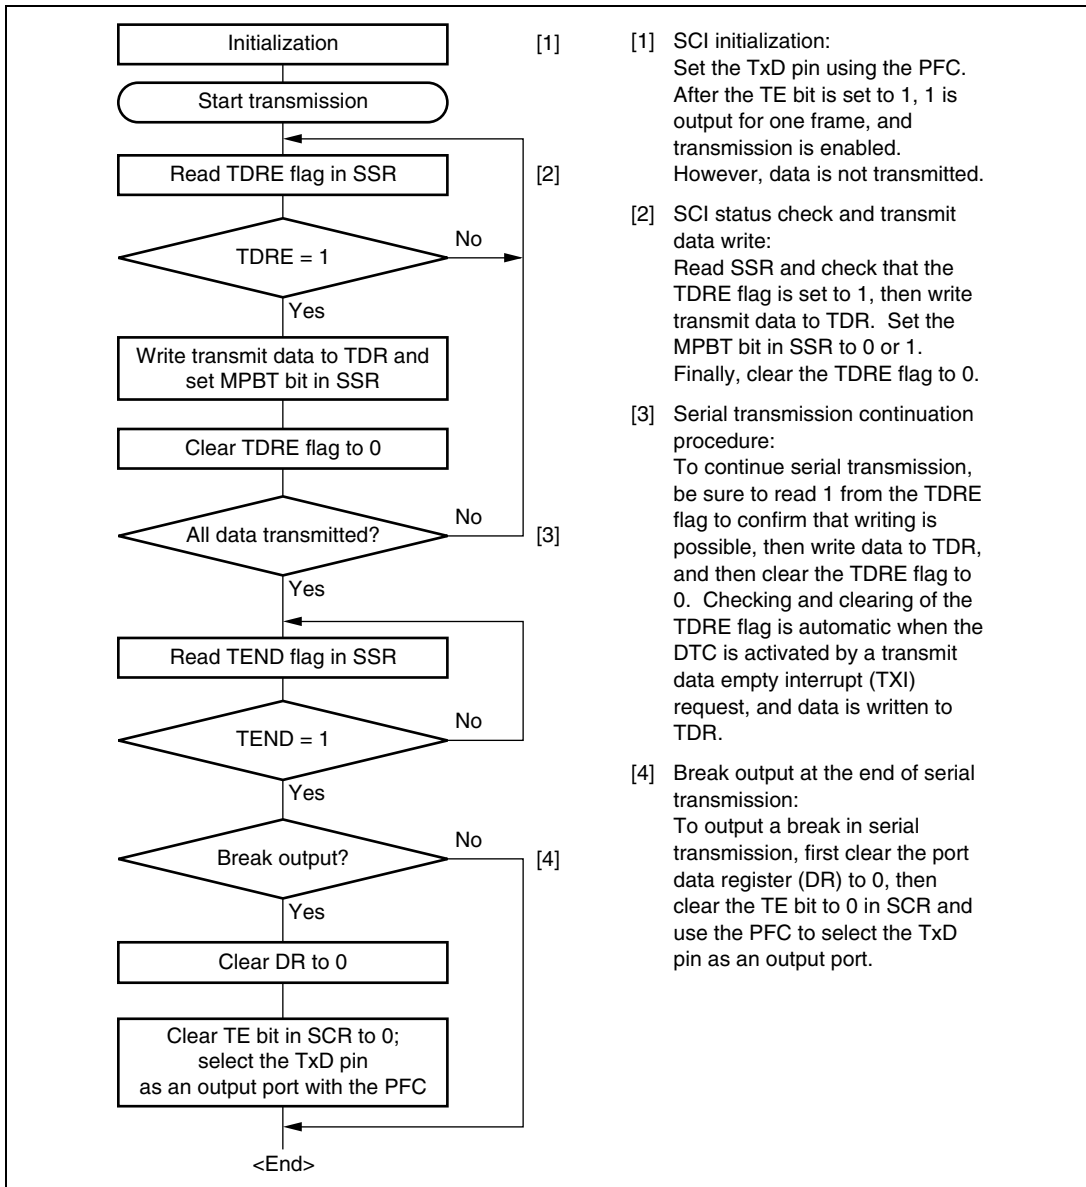 Initialization
[1]
Start transmission
Read TDRE flag in SSR
[2]
TDRE = 1
No
Yes
Write transmit data to TDR and
set MPBT bit in SSR
Clear TDRE flag to 0
All data transmitted?
No
[3]
Yes
Read TEND flag in SSR
TEND = 1
No
Yes
Break output?
No
[4]
Yes
Clear DR to 0
Clear TE bit in SCR to 0;
select the TxD pin
as an output port with the PFC
<End>
[1] SCI initialization:
Set the TxD pin using the PFC.
After the TE bit is set to 1, 1 is
output for one frame, and
transmission is enabled.
However, data is not transmitted.
[2] SCI status check and transmit
data write:
Read SSR and check that the
TDRE flag is set to 1, then write
transmit data to TDR. Set the
MPBT bit in SSR to 0 or 1.
Finally, clear the TDRE flag to 0.
[3] Serial transmission continuation
procedure:
To continue serial transmission,
be sure to read 1 from the TDRE
flag to confirm that writing is
possible, then write data to TDR,
and then clear the TDRE flag to
0. Checking and clearing of the
TDRE flag is automatic when the
DTC is activated by a transmit
data empty interrupt (TXI)
request, and data is written to
TDR.
[4] Break output at the end of serial
transmission:
To output a break in serial
transmission, first clear the port
data register (DR) to 0, then
clear the TE bit to 0 in SCR and
use the PFC to select the TxD
pin as an output port.